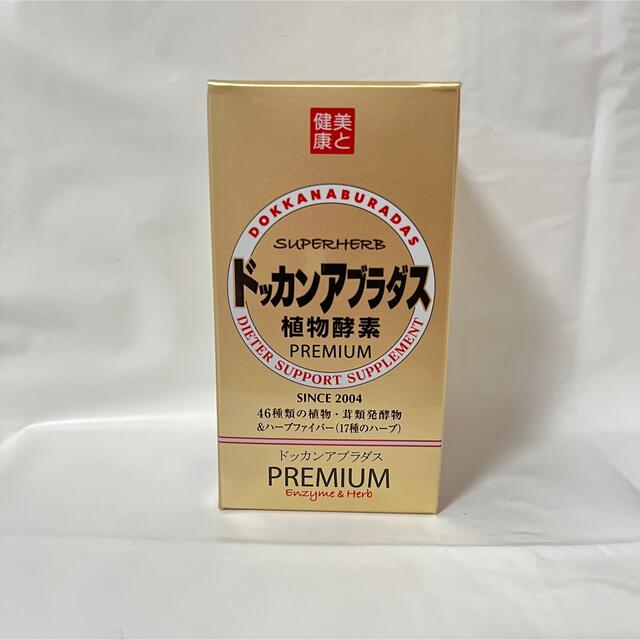 美と
健康
DOKKANABURADAS
SUPERHERB
ドッカンアブラダス
植物酵素
PREMIUM
DIETER SUPPORT SUPPLEMENT
SINCE 2004
46種類の植物・茸類発酵物
&ハーブファイバー(17種のハーブ)
ドッカンアブラダス
PREMIUM
Enzyme & Herb